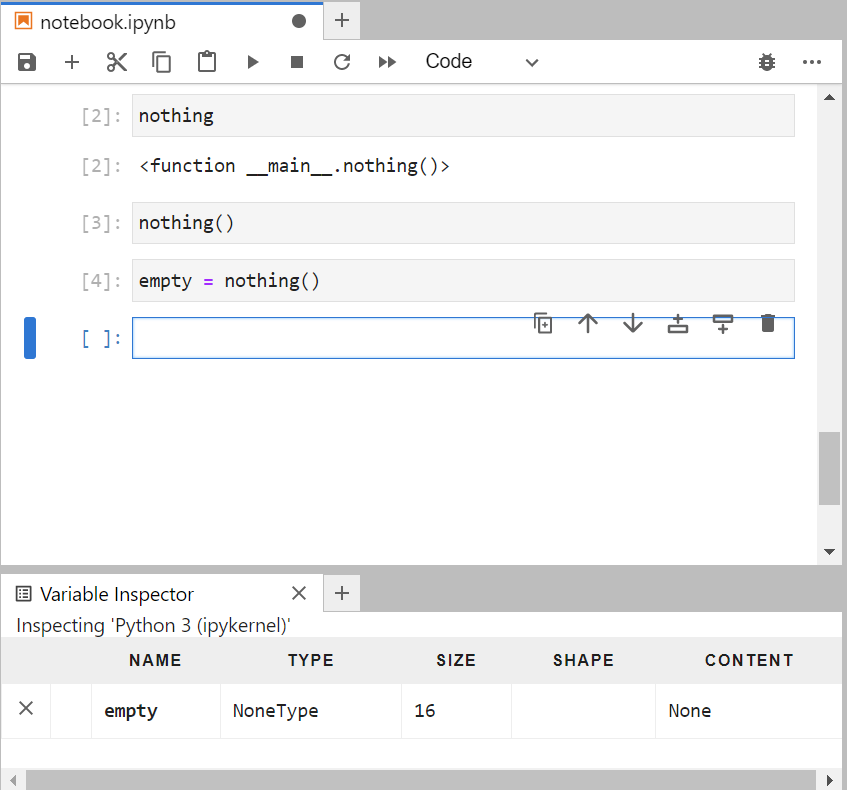 notebook.ipynb
Code
[2]: nothing
[2]: <function __main__.nothing()>
[3]: nothing()
[4]: empty = nothing()
[ ]:
Variable Inspector
Inspecting 'Python 3 (ipykernel)'
NAME TYPE SIZE SHAPE CONTENT
empty NoneType 16 None